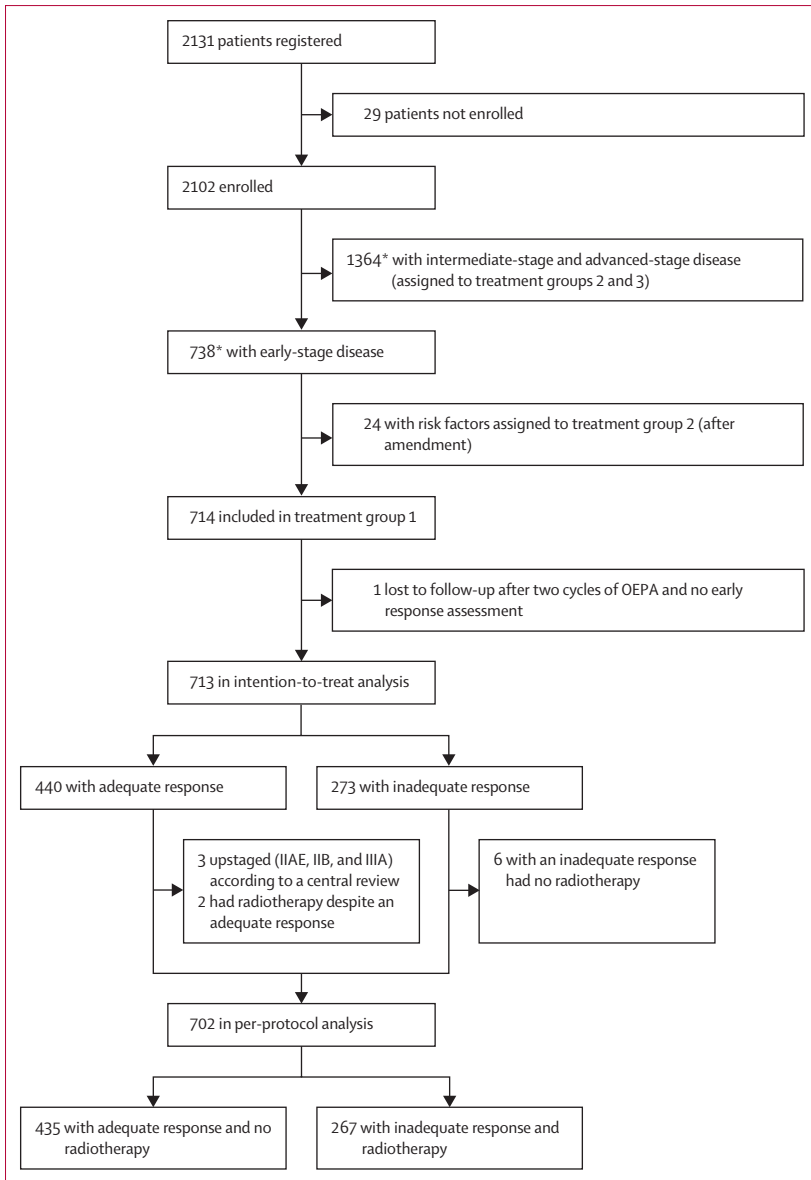 2131 patients registered
29 patients not enrolled
2102 enrolled
1364* with intermediate-stage and advanced-stage disease
(assigned to treatment groups 2 and 3)
738* with early-stage disease
24 with risk factors assigned to treatment group 2 (after
amendment)
714 included in treatment group 1
1 lost to follow-up after two cycles of OEPA and no early
response assessment
713 in intention-to-treat analysis
440 with adequate response
273 with inadequate response
3 upstaged (IIAE, IIB, and IIIA)
according to a central review
2 had radiotherapy despite an
adequate response
6 with an inadequate response
had no radiotherapy
702 in per-protocol analysis
435 with adequate response and no
radiotherapy
267 with inadequate response and
radiotherapy